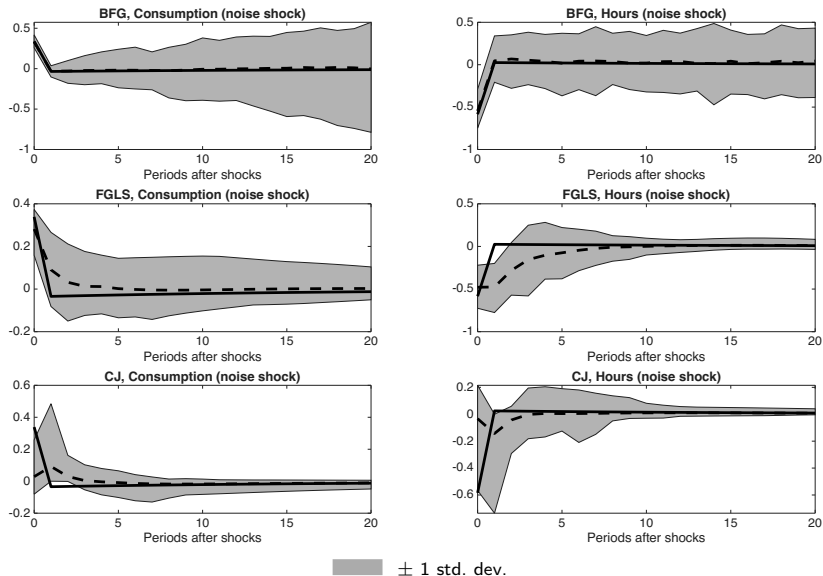 BFG, Consumption (noise shock)
0.5
0
-0.5
-1
0 5 10 15 20
Periods after shocks
BFG, Hours (noise shock)
0.5
0
-0.5
-1
0 5 10 15 20
Periods after shocks
FGLS, Consumption (noise shock)
0.4
0.2
0
-0.2
0 5 10 15 20
Periods after shocks
FGLS, Hours (noise shock)
0.5
0
-0.5
-1
0 5 10 15 20
Periods after shocks
CJ, Consumption (noise shock)
0.6
0.4
0.2
0
-0.2
0 5 10 15 20
Periods after shocks
CJ, Hours (noise shock)
0.2
0
-0.2
-0.4
-0.6
0 5 10 15 20
Periods after shocks
± 1 std. dev.